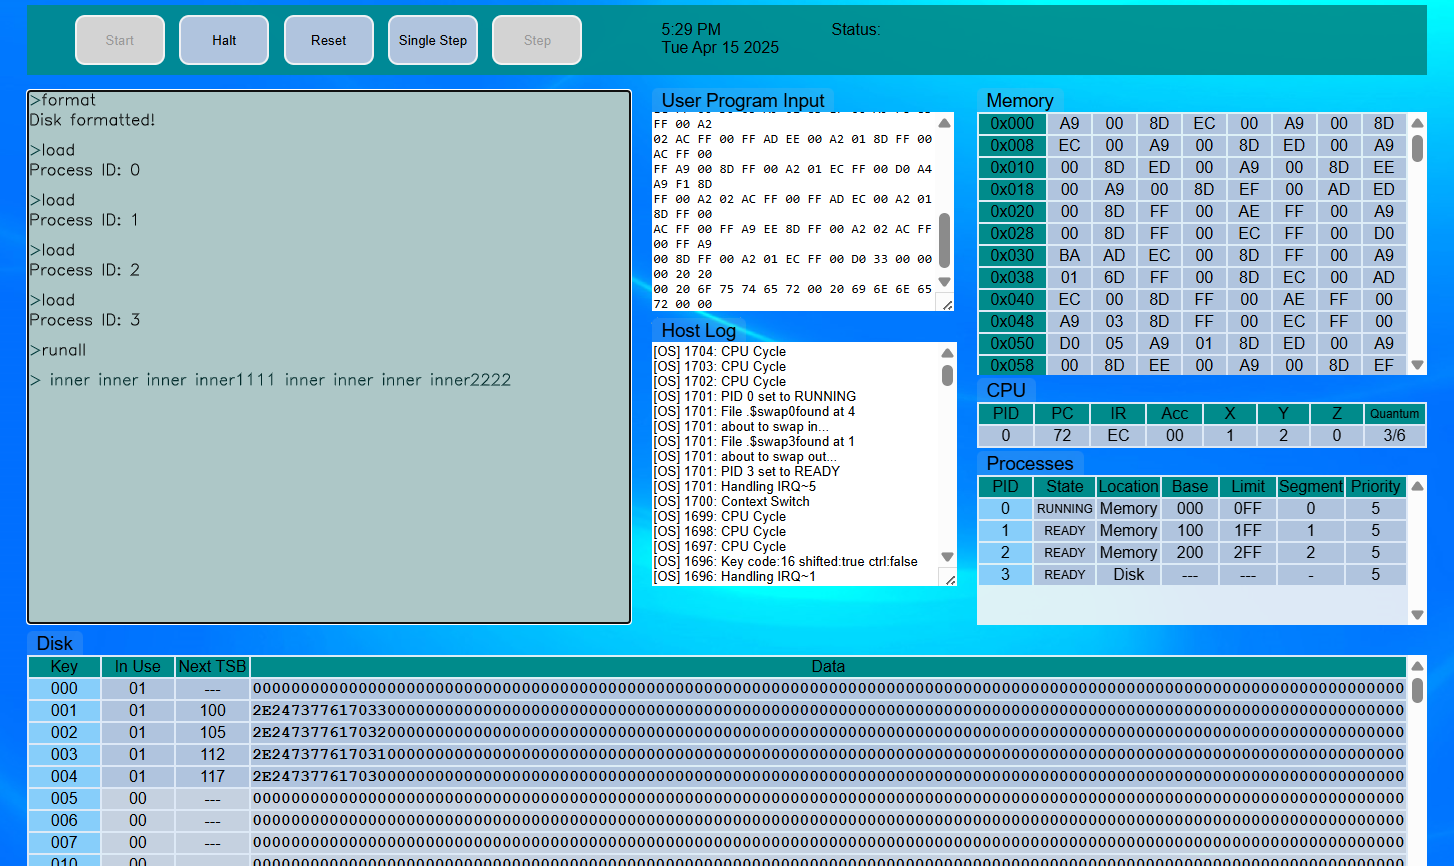 Start Halt Reset Single Step Step
5:29 PM
Tue Apr 15 2025
Status:
>format
Disk formatted!
>load
Process ID: 0
>load
Process ID: 1
>load
Process ID: 2
>load
Process ID: 3
>runall
> inner inner inner inner1111 inner inner inner inner2222
User Program Input
FF 00 A2
02 AC FF 00 FF AD EE 00 A2 01 8D FF 00
AC FF 00
FF A9 00 8D FF 00 A2 01 EC FF 00 D0 A4
A9 F1 8D
FF 00 A2 02 AC FF 00 FF AD EC 00 A2 01
8D FF 00
AC FF 00 FF A9 EE 8D FF 00 A2 02 AC FF
00 FF A9
00 8D FF 00 A2 01 EC FF 00 D0 33 00 00
00 20 20
00 20 6F 75 74 65 72 00 20 69 6E 6E 65
72 00 00
Host Log
[OS] 1704: CPU Cycle
[OS] 1703: CPU Cycle
[OS] 1702: CPU Cycle
[OS] 1701: PID 0 set to RUNNING
[OS] 1701: File .$swap0found at 4
[OS] 1701: about to swap in...
[OS] 1701: File .$swap3found at 1
[OS] 1701: about to swap out...
[OS] 1701: PID 3 set to READY
[OS] 1701: Handling IRQ~5
[OS] 1700: Context Switch
[OS] 1699: CPU Cycle
[OS] 1698: CPU Cycle
[OS] 1697: CPU Cycle
[OS] 1696: Key code:16 shifted:true ctrl:false
[OS] 1696: Handling IRQ~1
Memory
0x000 A9 00 8D EC 00 A9 00 8D
0x008 EC 00 A9 00 8D ED 00 A9
0x010 00 8D ED 00 A9 00 8D EE
0x018 00 A9 00 8D EF 00 AD ED
0x020 00 8D FF 00 AE FF 00 A9
0x028 00 8D FF 00 EC FF 00 D0
0x030 BA AD EC 00 8D FF 00 A9
0x038 01 6D FF 00 8D EC 00 AD
0x040 EC 00 8D FF 00 AE FF 00
0x048 A9 03 8D FF 00 EC FF 00
0x050 D0 05 A9 01 8D ED 00 A9
0x058 00 8D EE 00 A9 00 8D EF
CPU
PID PC IR Acc X Y Z Quantum
0 72 EC 00 1 2 0 3/6
Processes
PID State Location Base Limit Segment Priority
0 RUNNING Memory 000 0FF 0 5
1 READY Memory 100 1FF 1 5
2 READY Memory 200 2FF 2 5
3 READY Disk --- --- - 5
Disk
Key In Use Next TSB Data
000 01 --- 000000000000000000000000000000000000000000000000000000000000000000000000000000000000000000000000000000000000000000000000
001 01 100 2E2473776170330000000000000000000000000000000000000000000000000000000000000000000000000000000000000000000000000000000000
002 01 105 2E2473776170320000000000000000000000000000000000000000000000000000000000000000000000000000000000000000000000000000000000
003 01 112 2E2473776170310000000000000000000000000000000000000000000000000000000000000000000000000000000000000000000000000000000000
004 01 117 2E2473776170300000000000000000000000000000000000000000000000000000000000000000000000000000000000000000000000000000000000
005 00 --- 000000000000000000000000000000000000000000000000000000000000000000000000000000000000000000000000000000000000000000000000
006 00 --- 000000000000000000000000000000000000000000000000000000000000000000000000000000000000000000000000000000000000000000000000
007 00 --- 000000000000000000000000000000000000000000000000000000000000000000000000000000000000000000000000000000000000000000000000
010 00